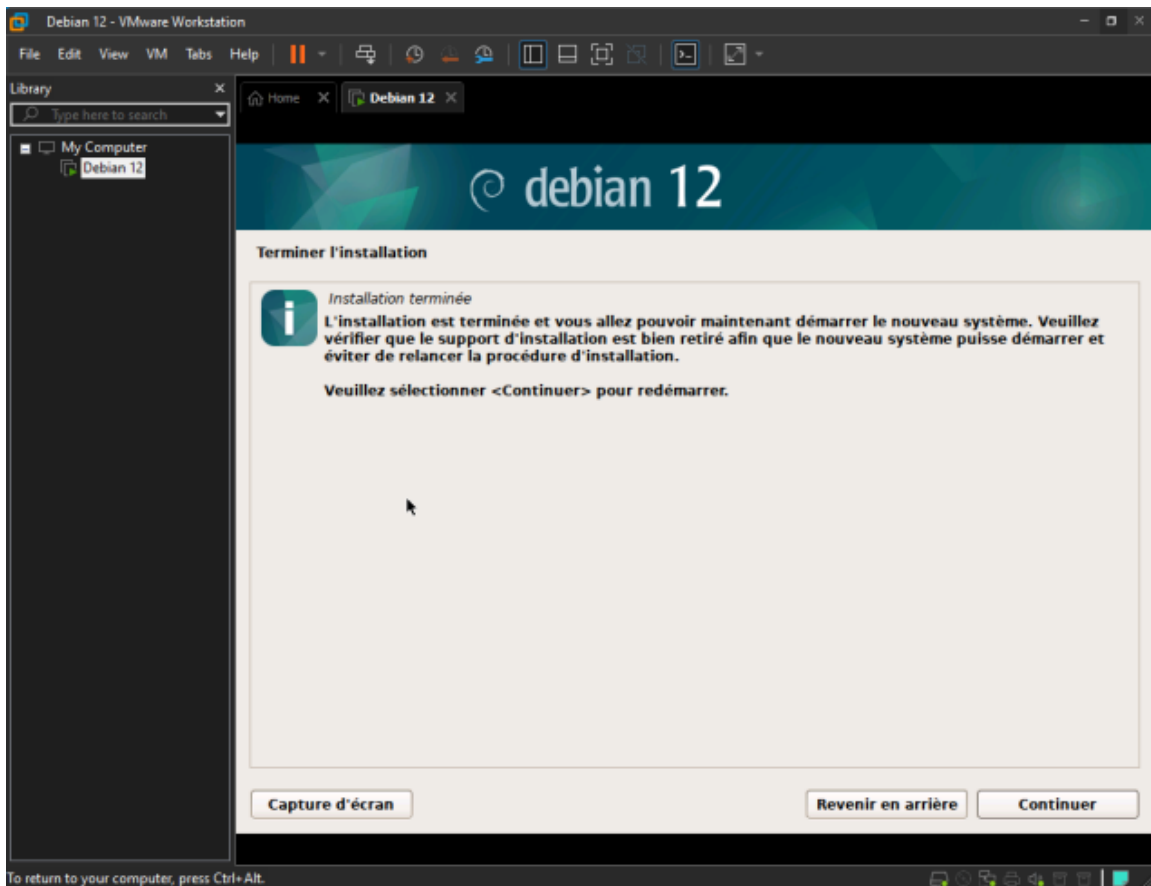 Debian 12 - VMware Workstation
File Edit View VM Tabs Help
Library
Type here to search
My Computer
Debian 12
Home
Debian 12
debian 12
Terminer l'installation
Installation terminée
L'installation est terminée et vous allez pouvoir maintenant démarrer le nouveau système. Veuillez
vérifier que le support d'installation est bien retiré afin que le nouveau système puisse démarrer et
éviter de relancer la procédure d'installation.
Veuillez sélectionner <Continuer> pour redémarrer.
Capture d'écran
Revenir en arrière
Continuer
To return to your computer, press Ctrl+Alt.